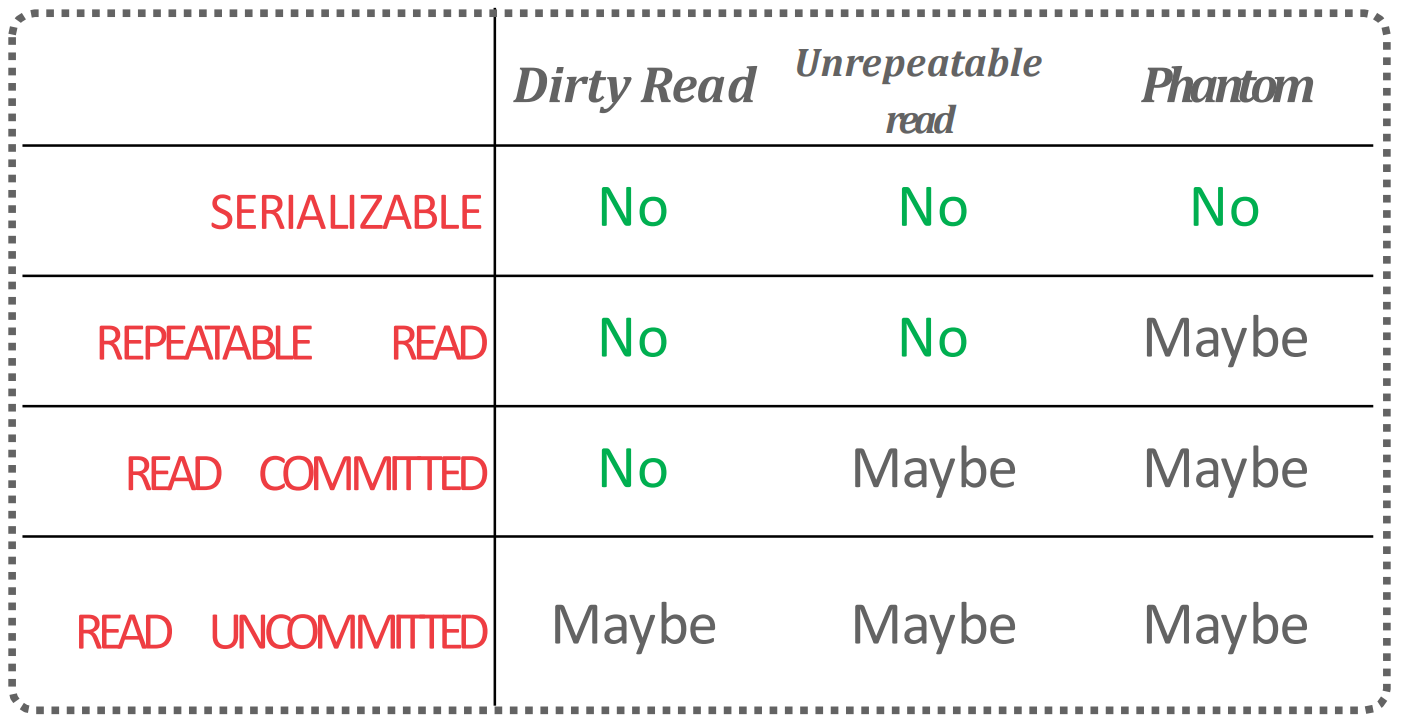 Dirty Read Unrepeatable read Phantom
SERIALIZABLE No No No
REPEATABLE READ No No Maybe
READ COMMITTED No Maybe Maybe
READ UNCOMMITTED Maybe Maybe Maybe